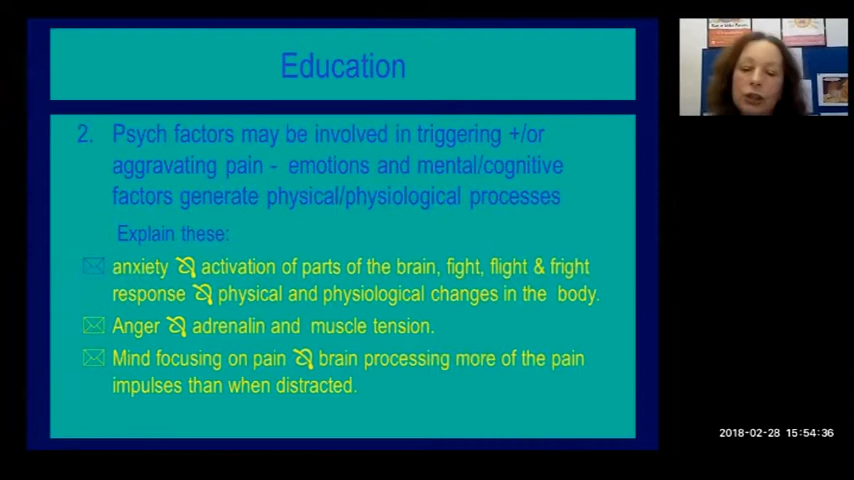 Education
2. Psych factors may be involved in triggering +/or
aggravating pain - emotions and mental/cognitive
factors generate physical/physiological processes
Explain these:
anxiety activation of parts of the brain, fight, flight & fright
response physical and physiological changes in the body.
Anger adrenalin and muscle tension.
Mind focusing on pain brain processing more of the pain
impulses than when distracted.
2018-02-28 15:54:36